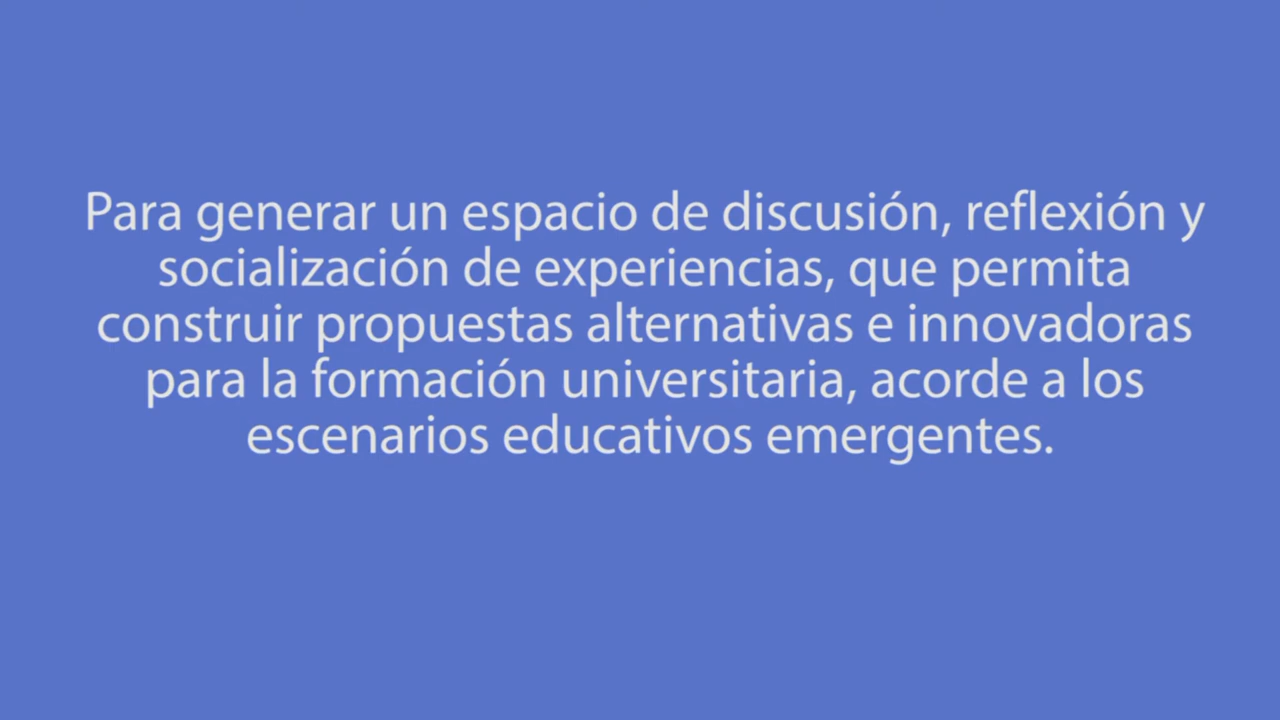 Para generar un espacio de discusión, reflexión y
socialización de experiencias, que permita
construir propuestas alternativas e innovadoras
para la formación universitaria, acorde a los
escenarios educativos emergentes.